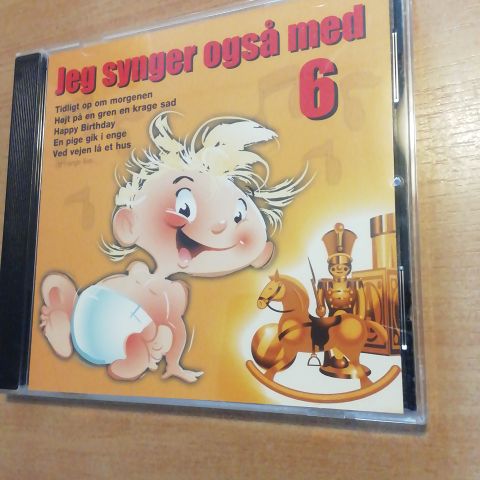 Jeg synger også med
6
Tidligt op om morgenen
Højt på en gren en krage sad
Happy Birthday
En pige gik i enge
Ved vejen lå et hus